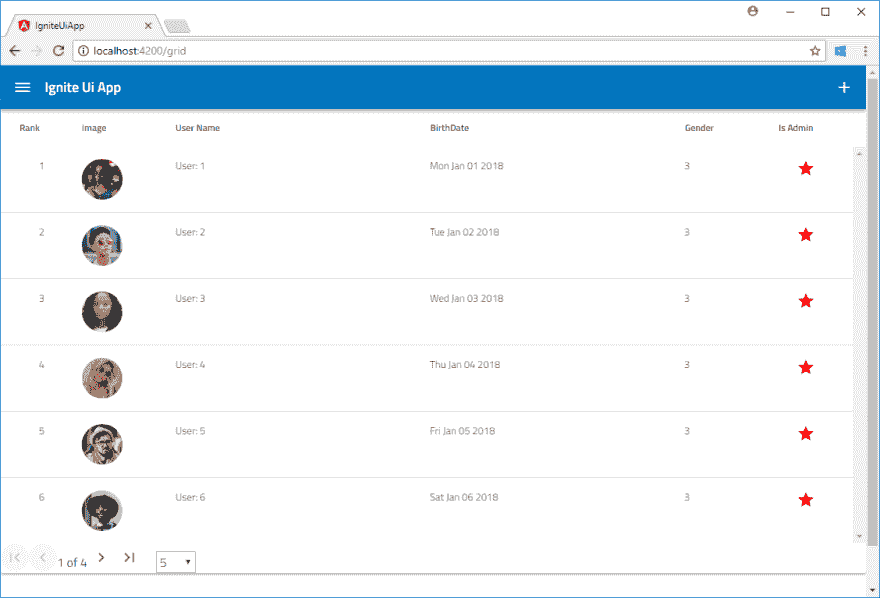 IgniteUiApp
localhost:4200/grid
Ignite Ui App
Rank Image User Name BirthDate Gender Is Admin
1 User: 1 Mon Jan 01 2018 3
2 User: 2 Tue Jan 02 2018 3
3 User: 3 Wed Jan 03 2018 3
4 User: 4 Thu Jan 04 2018 3
5 User: 5 Fri Jan 05 2018 3
6 User: 6 Sat Jan 06 2018 3
1 of 4 5